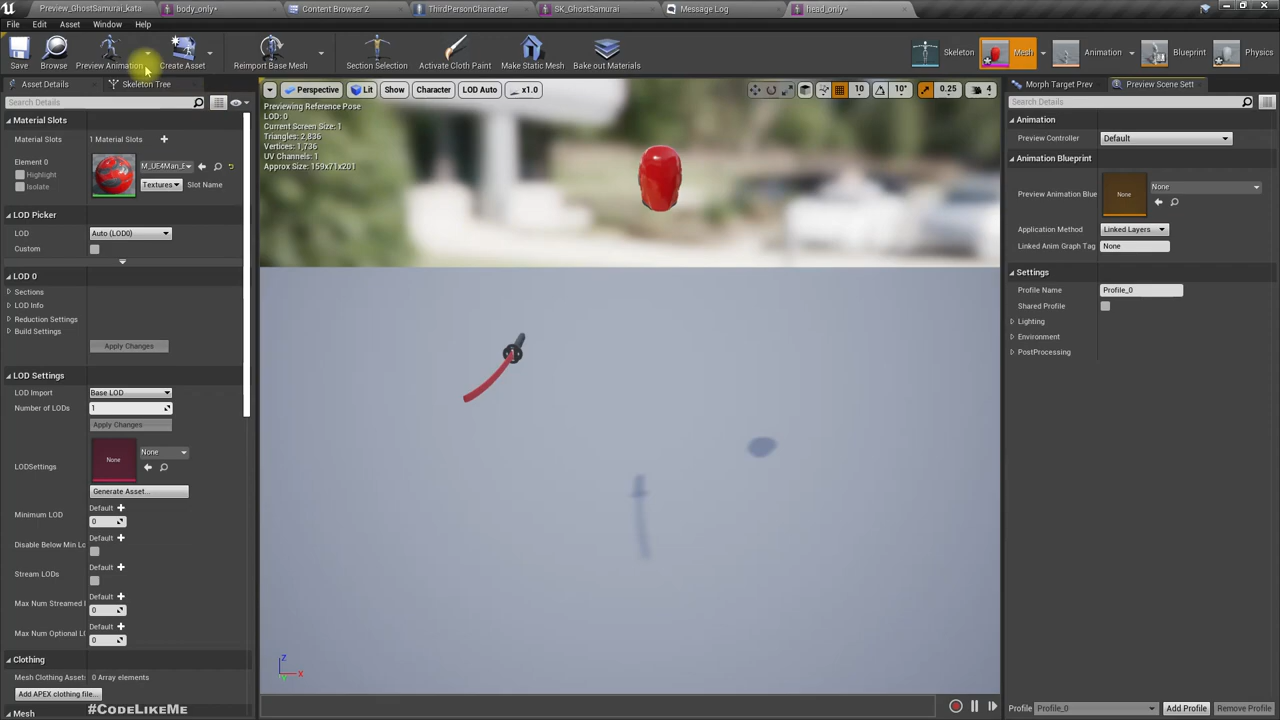 Preview_GhostSamurai_kata
body_only*
Content Browser 2
ThirdPersonCharacter
SK_GhostSamurai
Message Log
head_only*
File Edit Asset Window Help
Save
Browse
Preview Animation
Create Asset
Reimport Base Mesh
Section Selection
Activate Cloth Paint
Make Static Mesh
Bake out Materials
Skeleton
Mesh
Animation
Blueprint
Physics
Asset Details
Skeleton Tree
Search Details
Material Slots
Material Slots 1 Material Slots
Element 0
Highlight
Isolate
M_UE4Man_
Textures
Slot Name
LOD Picker
LOD Auto (LOD0)
Custom
LOD 0
Sections
LOD Info
Reduction Settings
Build Settings
Apply Changes
LOD Settings
LOD Import Base LOD
Number of LODs 1
Apply Changes
LODSettings
None
None
Generate Asset...
Minimum LOD
Default
0
Disable Below Min Lo
Default
Stream LODs
Default
Max Num Streamed
Default
0
Max Num Optional L
Default
0
Clothing
Mesh Clothing Asset 0 Array elements
Add APEX clothing file...
Mesh
#CodeLikeMe
Perspective Lit Show Character LOD Auto x1.0
10 10° 0.25 4
Previewing Reference Pose
LOD: 0
Current Screen Size: 1
Triangles: 2,836
Vertices: 1,736
UV Channels: 1
Approx Size: 159x71x201
Z
X
Y
Morph Target Prev
Preview Scene Sett
Search Details
Animation
Preview Controller Default
Animation Blueprint
Preview Animation Blue
None
None
Application Method Linked Layers
Linked Anim Graph Tag None
Settings
Profile Name Profile_0
Shared Profile
Lighting
Environment
PostProcessing
Profile Profile_0 Add Profile Remove Profile